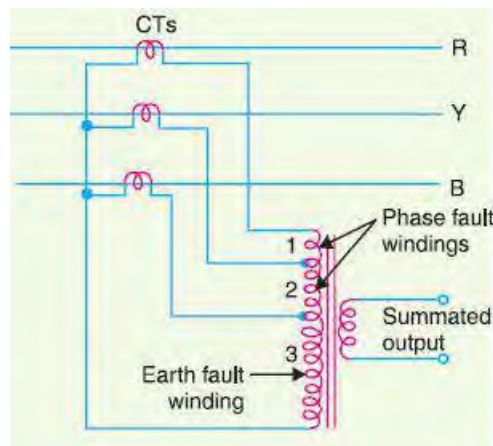 CTs
R
Y
B
Phase fault
windings
1
2
3
Summated
output
Earth fault
winding